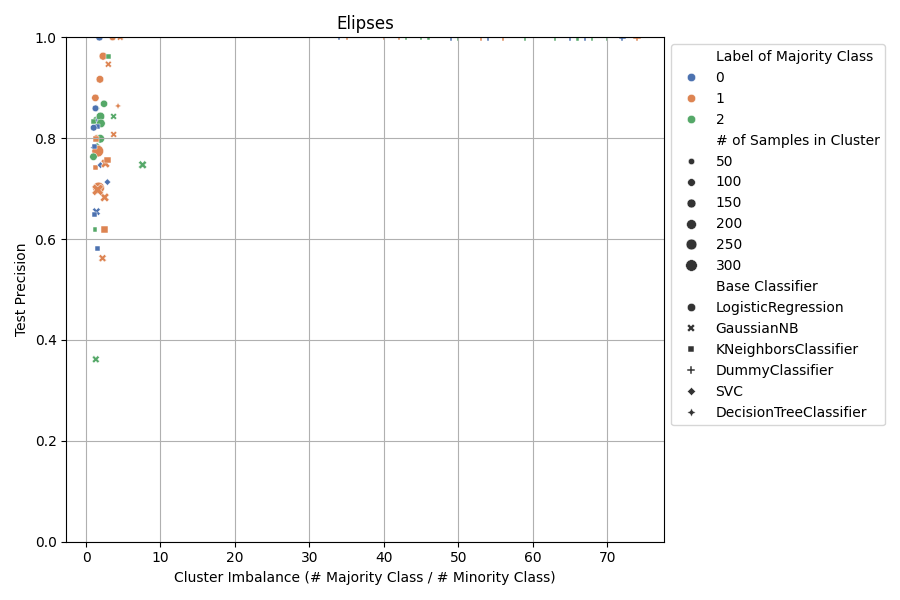 Elipses
1.0
0.8
0.6
0.4
0.2
0.0
Test Precision
0 10 20 30 40 50 60 70
Cluster Imbalance (# Majority Class / # Minority Class)
Label of Majority Class
0
1
2
# of Samples in Cluster
50
100
150
200
250
300
Base Classifier
LogisticRegression
GaussianNB
KNeighborsClassifier
DummyClassifier
SVC
DecisionTreeClassifier